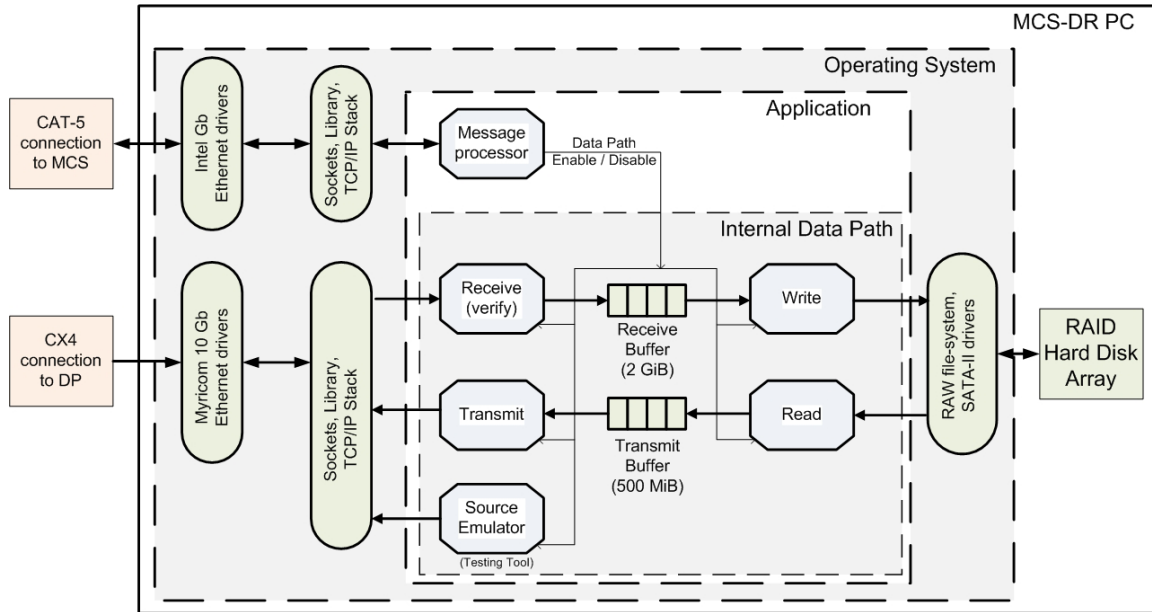 MCS-DR PC
Operating System
Application
CAT-5
connection
to MCS
Intel Gb
Ethernet drivers
Sockets, Library,
TCP/IP Stack
Message
processor
Data Path
Enable / Disable
Internal Data Path
CX4
connection
to DP
Myricom 10 Gb
Ethernet drivers
Sockets, Library,
TCP/IP Stack
Receive
(verify)
Receive
Buffer
(2 GiB)
Write
Transmit
Transmit
Buffer
(500 MiB)
Read
Source
Emulator
(Testing Tool)
RAW file-system,
SATA-II drivers
RAID
Hard Disk
Array